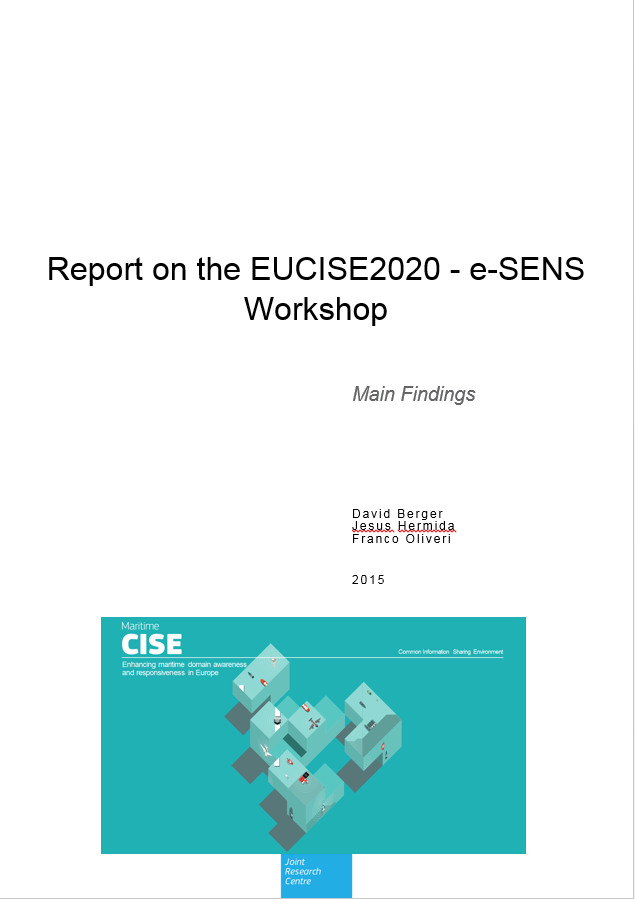 Report on the EUCISE2020 - e-SENS
Workshop
Main Findings
David Berger
Jesus Hermida
Franco Oliveri
2015
Maritime
CISE
Common Information Sharing Environment
Enhancing maritime domain awareness
and responsiveness in Europe
Joint
Research
Centre